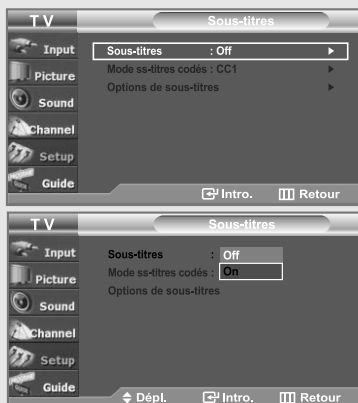 TV Sous-titres
Input
Sous-titres : Off
Mode ss-titres codés : CC1
Picture
Options de sous-titres
Sound
Channel
Setup
Guide
Intro. Retour
TV Sous-titres
Input
Sous-titres : Off
Mode ss-titres codés : On
Picture
Options de sous-titres
Sound
Channel
Setup
Guide
Dépl. Intro. Retour